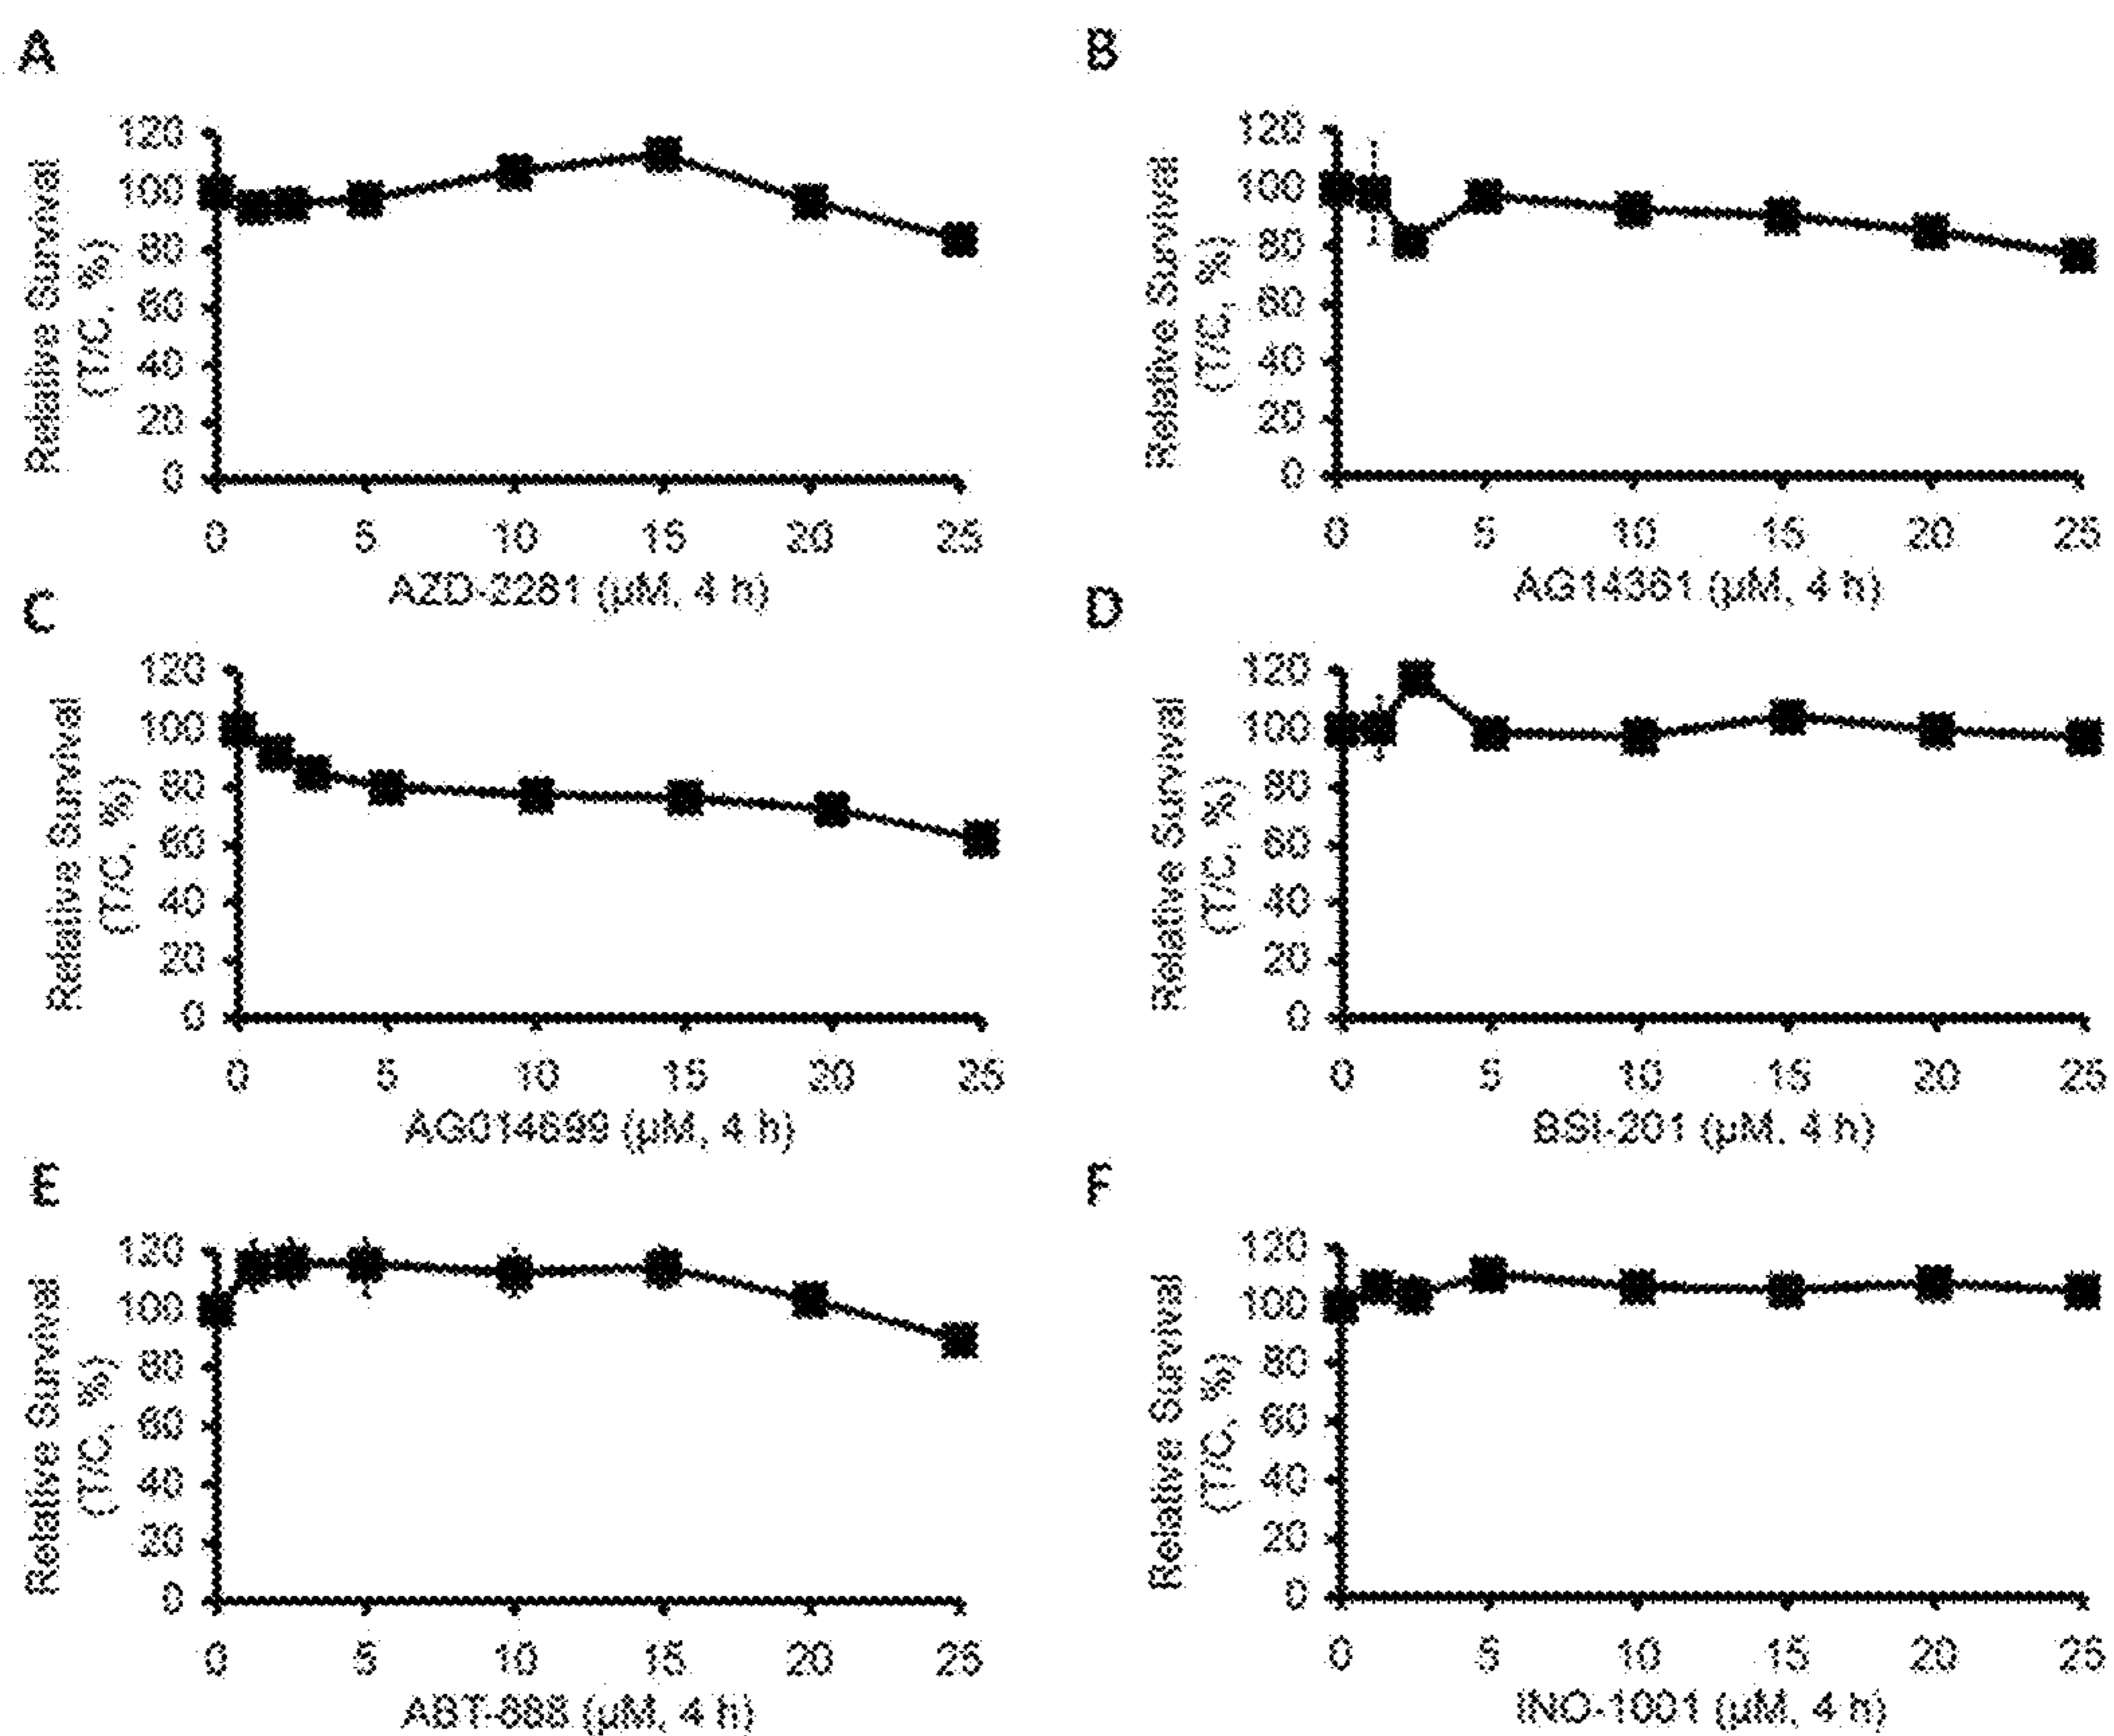 A
Relative Survival
(T/C, %)
120
100
80
60
40
20
0
0 5 10 15 20 25
AZD-2281 (µM, 4 h)
B
Relative Survival
(T/C, %)
120
100
80
60
40
20
0
0 5 10 15 20 25
AG14361 (µM, 4 h)
C
Relative Survival
(T/C, %)
120
100
80
60
40
20
0
0 5 10 15 20 25
AG014699 (µM, 4 h)
D
Relative Survival
(T/C, %)
120
100
80
60
40
20
0
0 5 10 15 20 25
BSI-201 (µM, 4 h)
E
Relative Survival
(T/C, %)
120
100
80
60
40
20
0
0 5 10 15 20 25
ABT-888 (µM, 4 h)
F
Relative Survival
(T/C, %)
120
100
80
60
40
20
0
0 5 10 15 20 25
INO-1001 (µM, 4 h)